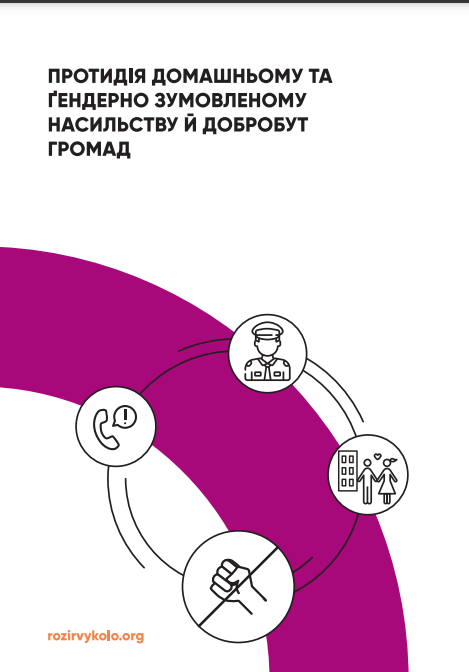 ПРОТИДІЯ ДОМАШНЬОМУ ТА
ҐЕНДЕРНО ЗУМОВЛЕНОМУ
НАСИЛЬСТВУ Й ДОБРОБУТ
ГРОМАД
!
rozirvykolo.org